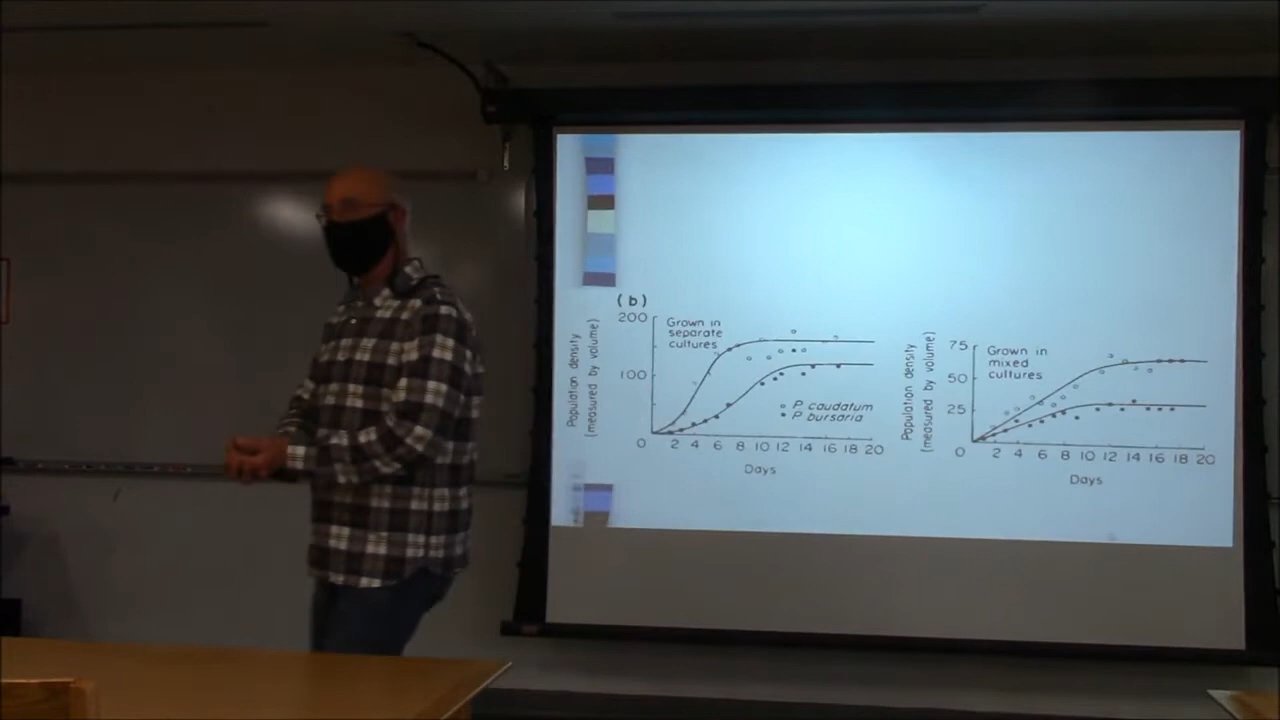 (b)
200
100
0
Population density
(measured by volume)
Grown in
separate
cultures
P. caudatum
P. bursaria
2 4 6 8 10 12 14 16 18 20
Days
75
50
25
0
Population density
(measured by volume)
Grown in
mixed
cultures
2 4 6 8 10 12 14 16 18 20
Days